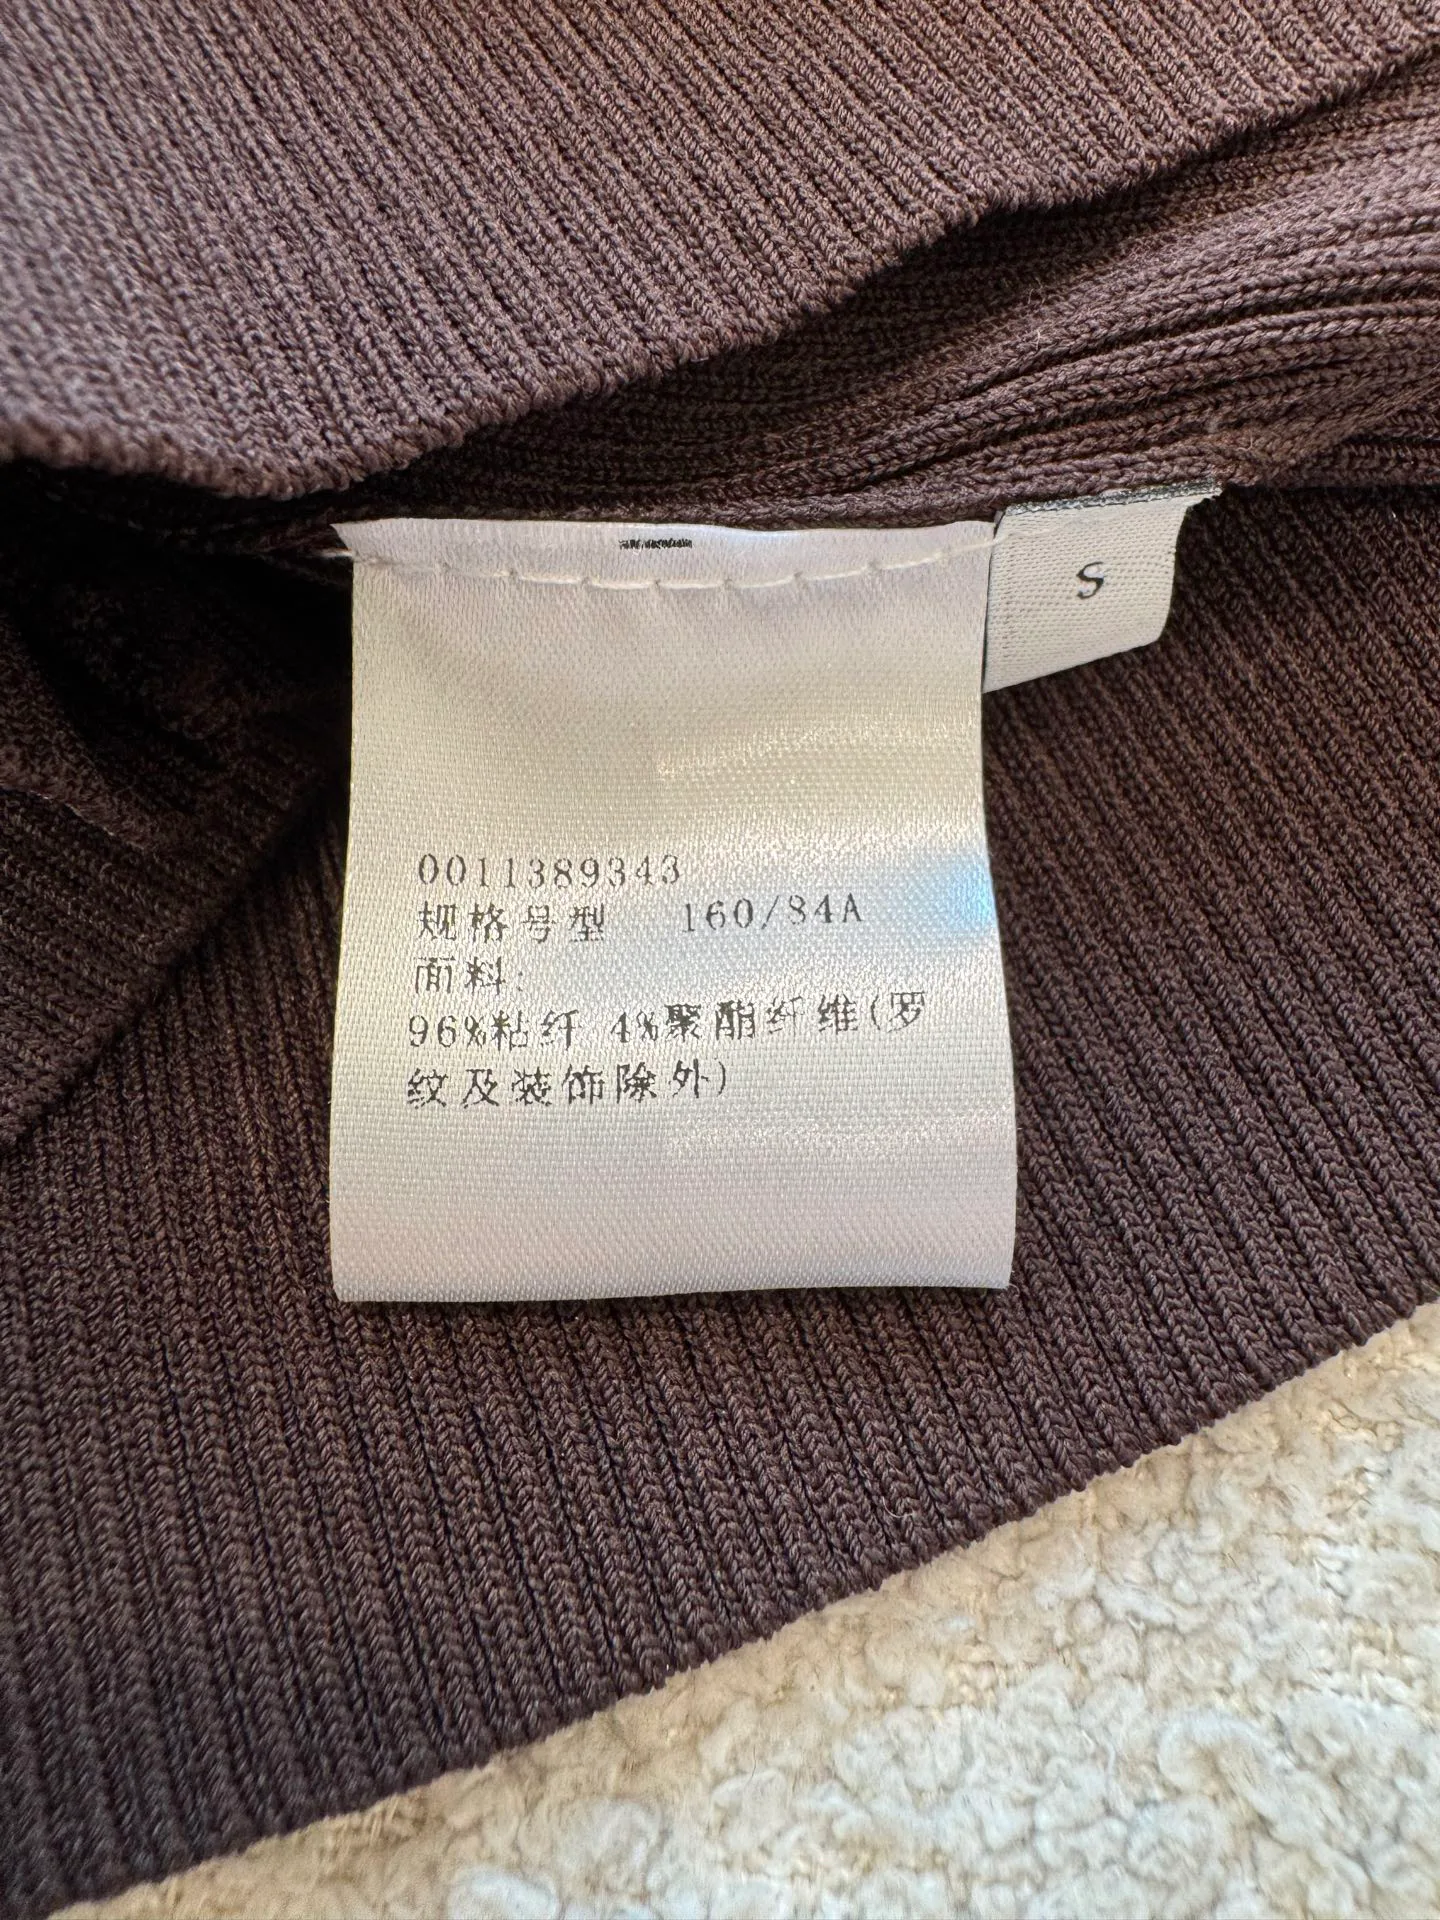 S
0011389343
规格号型 160/84A
面料:
96%粘纤 4%聚酯纤维(罗
纹及装饰除外)